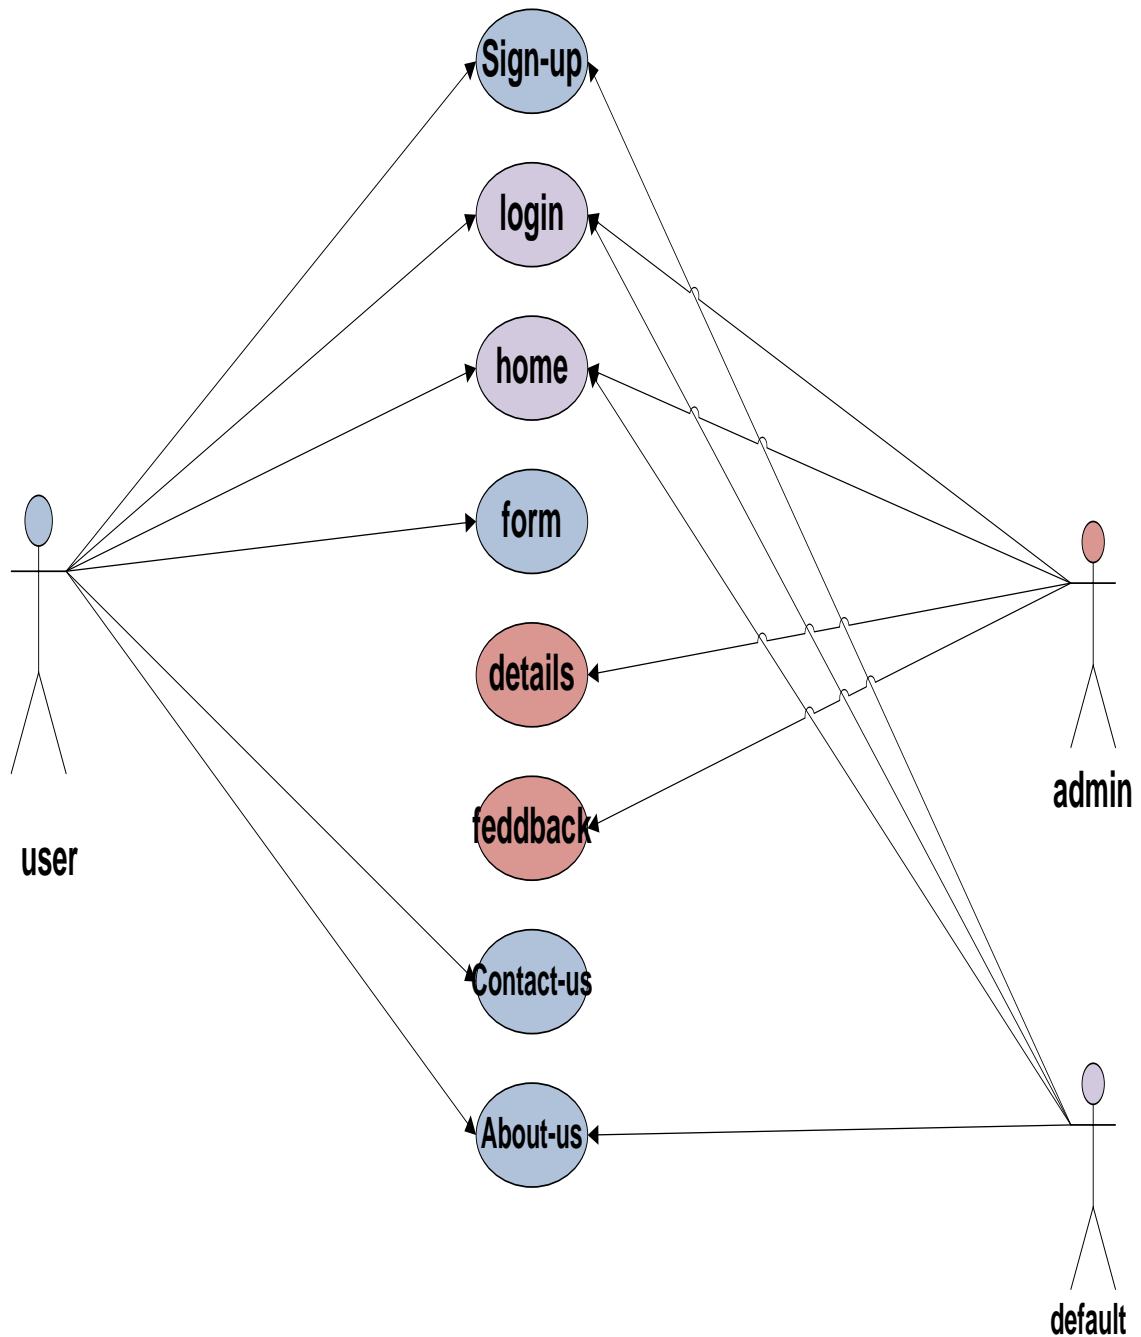 Sign-up
login
home
form
details
feddback
Contact-us
About-us
user
admin
default